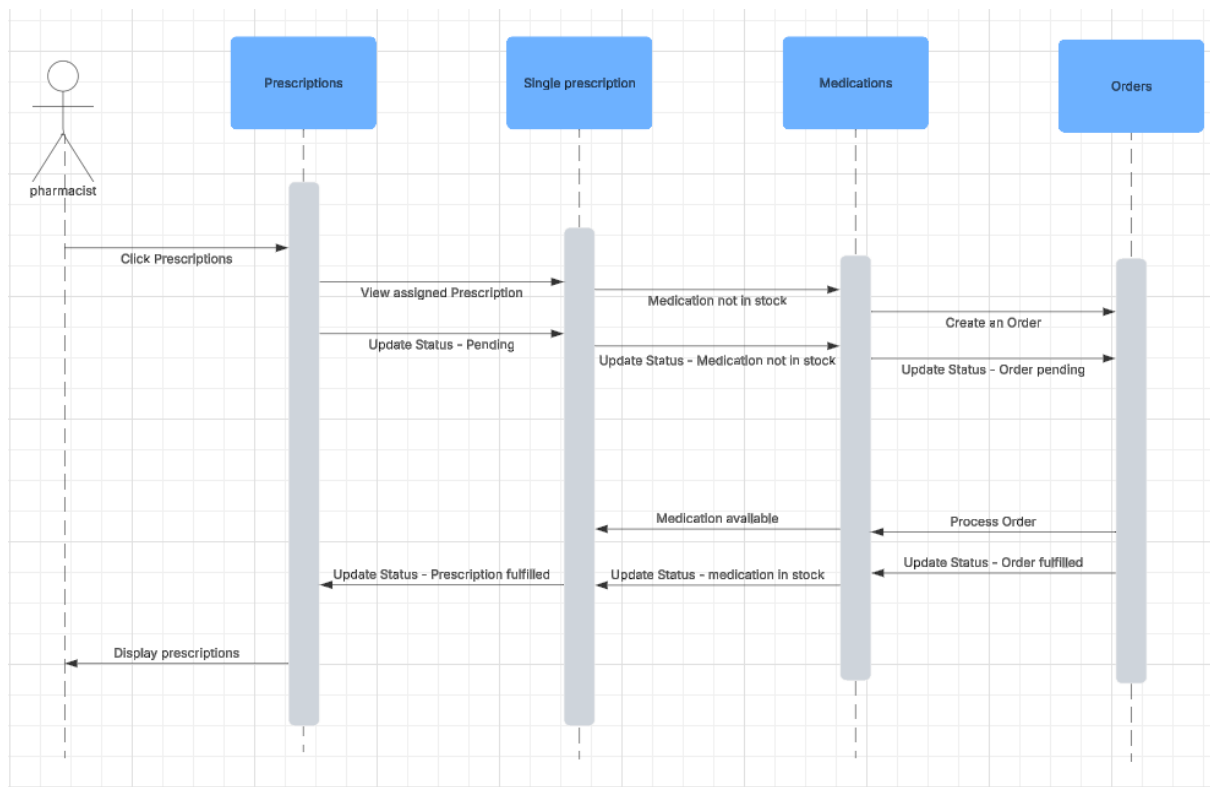 Prescriptions
Single prescription
Medications
Orders
pharmacist
Click Prescriptions
View assigned Prescription
Medication not in stock
Create an Order
Update Status - Pending
Update Status - Medication not in stock
Update Status - Order pending
Medication available
Process Order
Update Status - Order fulfilled
Update Status - Prescription fulfilled
Update Status - medication in stock
Display prescriptions